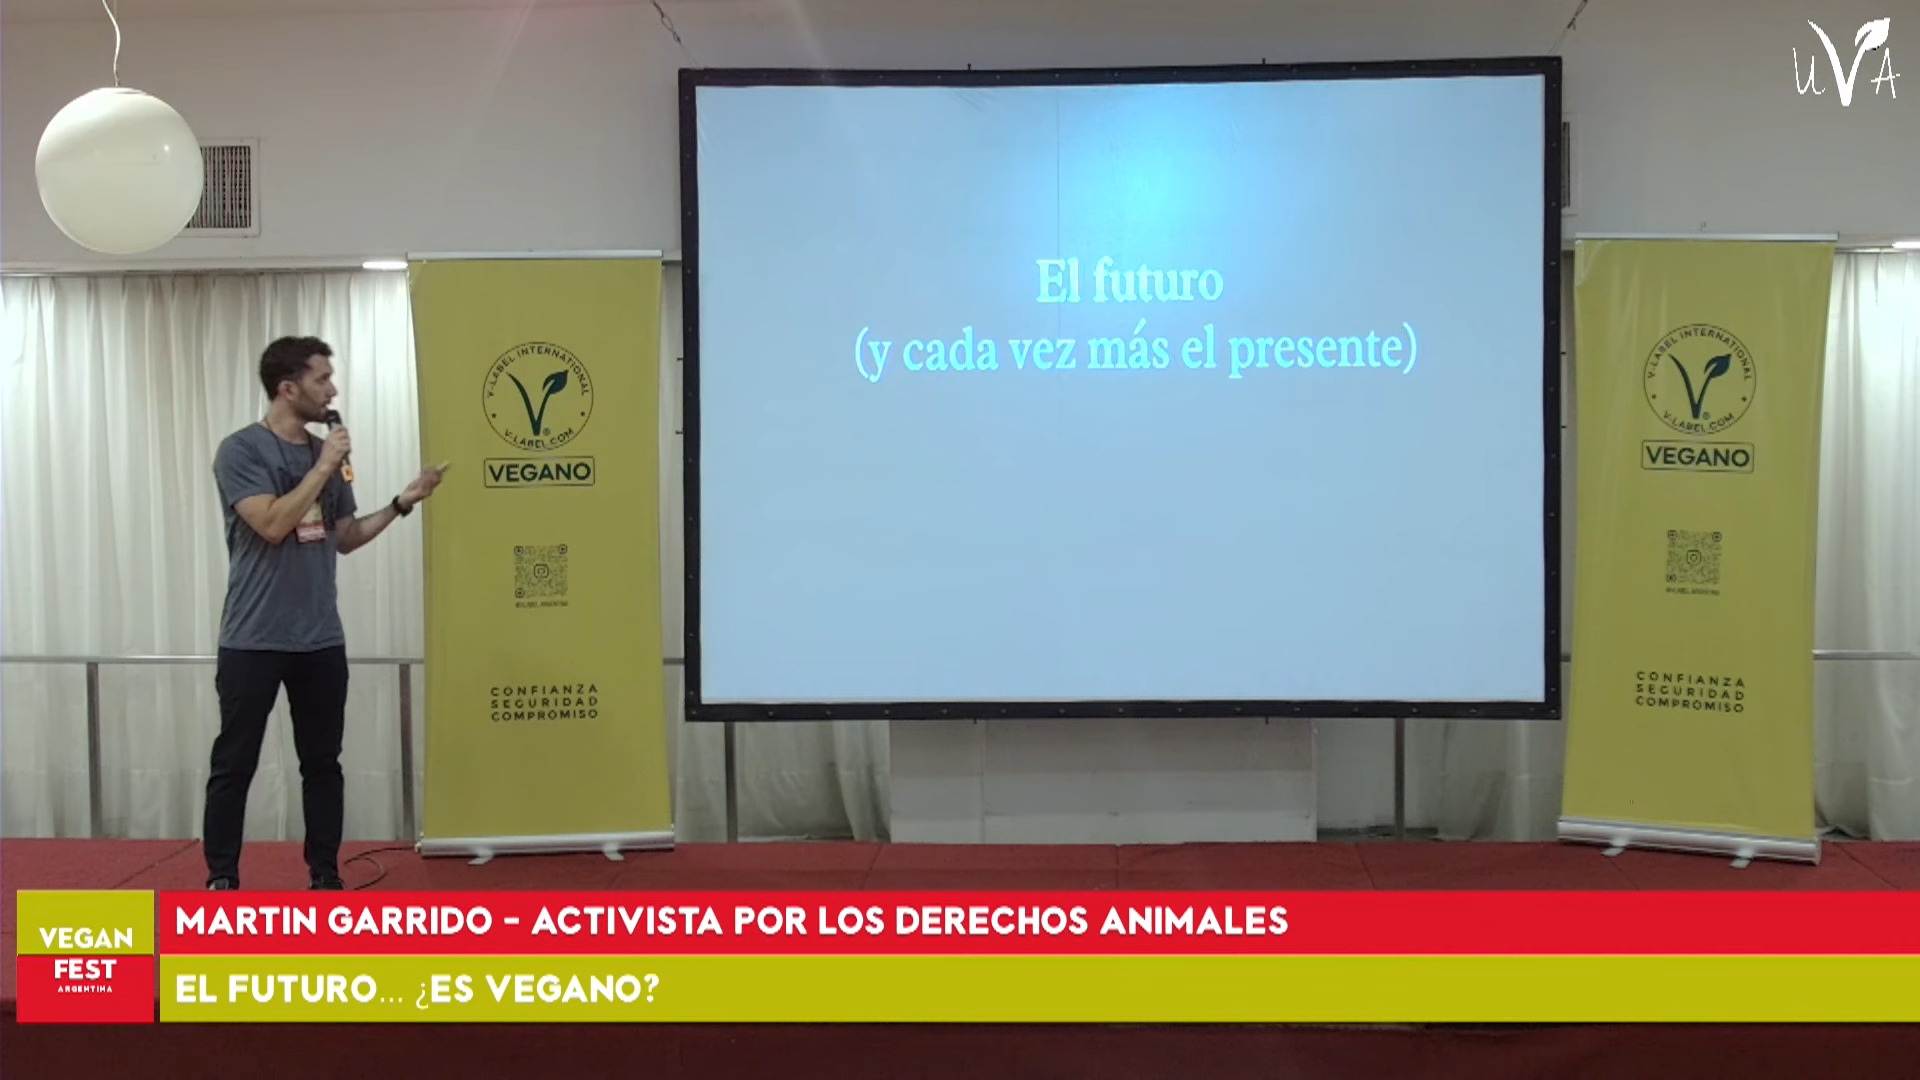 UVA
El futuro
(y cada vez más el presente)
V-LABEL INTERNATIONAL
V-LABEL.COM
VEGANO
CONFIANZA
SEGURIDAD
COMPROMISO
V-LABEL INTERNATIONAL
V-LABEL.COM
VEGANO
CONFIANZA
SEGURIDAD
COMPROMISO
VEGAN
FEST
ARGENTINA
MARTIN GARRIDO - ACTIVISTA POR LOS DERECHOS ANIMALES
EL FUTURO... ¿ES VEGANO?